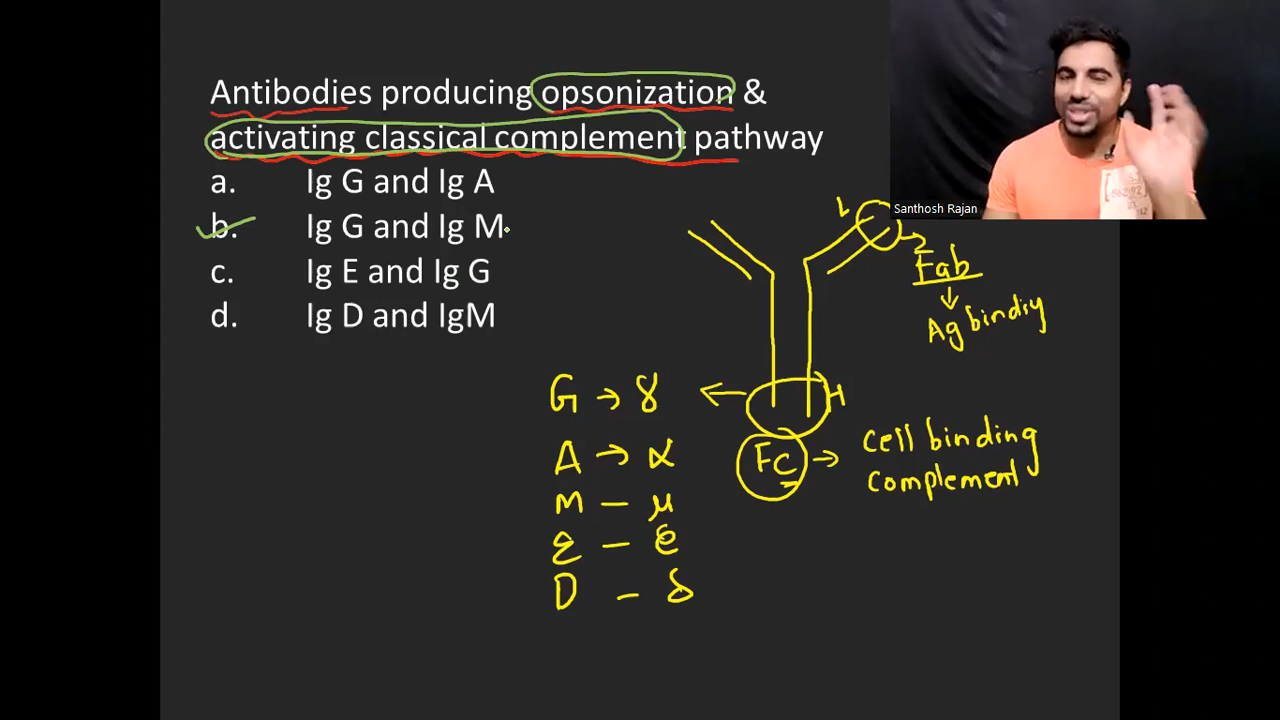 Antibodies producing opsonization &
activating classical complement pathway
a. Ig G and Ig A
b. Ig G and Ig M
c. Ig E and Ig G
d. Ig D and IgM
Santhosh Rajan
L
Fab
Ag bindiy
G → γ
H
A → α
Fc → cell binding
complement
M – μ
D – δ